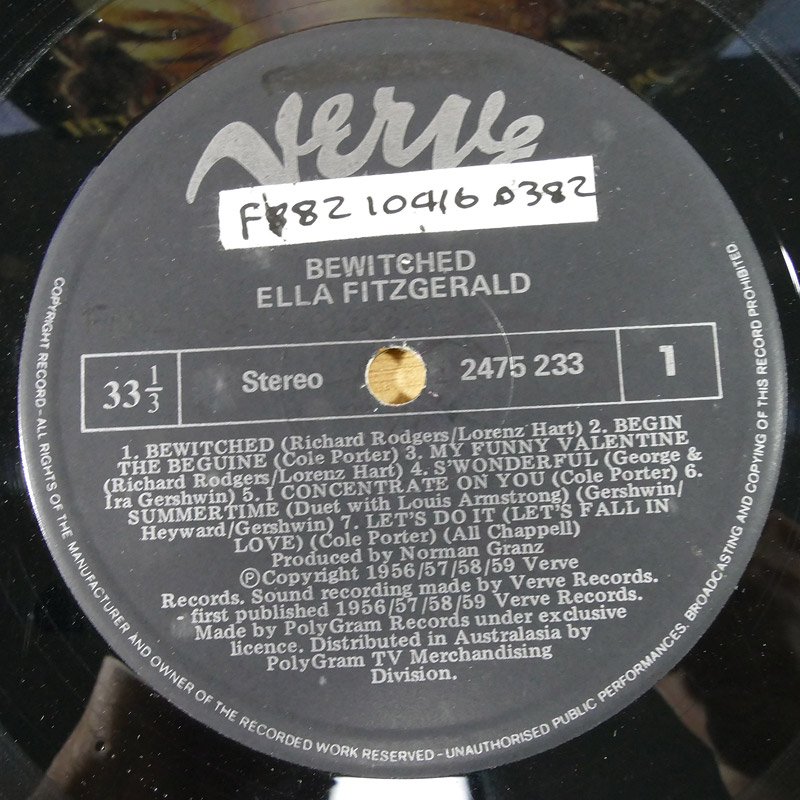 Verve
F882 10416 0382
BEWITCHED
ELLA FITZGERALD
33 1/3 Stereo 2475 233 1
1. BEWITCHED (Richard Rodgers/Lorenz Hart) 2. BEGIN
THE BEGUINE (Cole Porter) 3. MY FUNNY VALENTINE
(Richard Rodgers/Lorenz Hart) 4. S'WONDERFUL (George &
Ira Gershwin) 5. I CONCENTRATE ON YOU (Cole Porter) 6.
SUMMERTIME (Duet with Louis Armstrong) (Gershwin/
Heyward/Gershwin) 7. LET'S DO IT (LET'S FALL IN
LOVE) (Cole Porter) (All Chappell)
Produced by Norman Granz
ⓅCopyright 1956/57/58/59 Verve
Records. Sound recording made by Verve Records.
- first published 1956/57/58/59 Verve Records.
Made by PolyGram Records under exclusive
licence. Distributed in Australasia by
PolyGram TV Merchandising
Division.
COPYRIGHT RECORD - ALL RIGHTS OF THE MANUFACTURER AND OWNER OF THE RECORDED WORK RESERVED - UNAUTHORISED PUBLIC PERFORMANCES, BROADCASTING AND COPYING OF THIS RECORD PROHIBITED